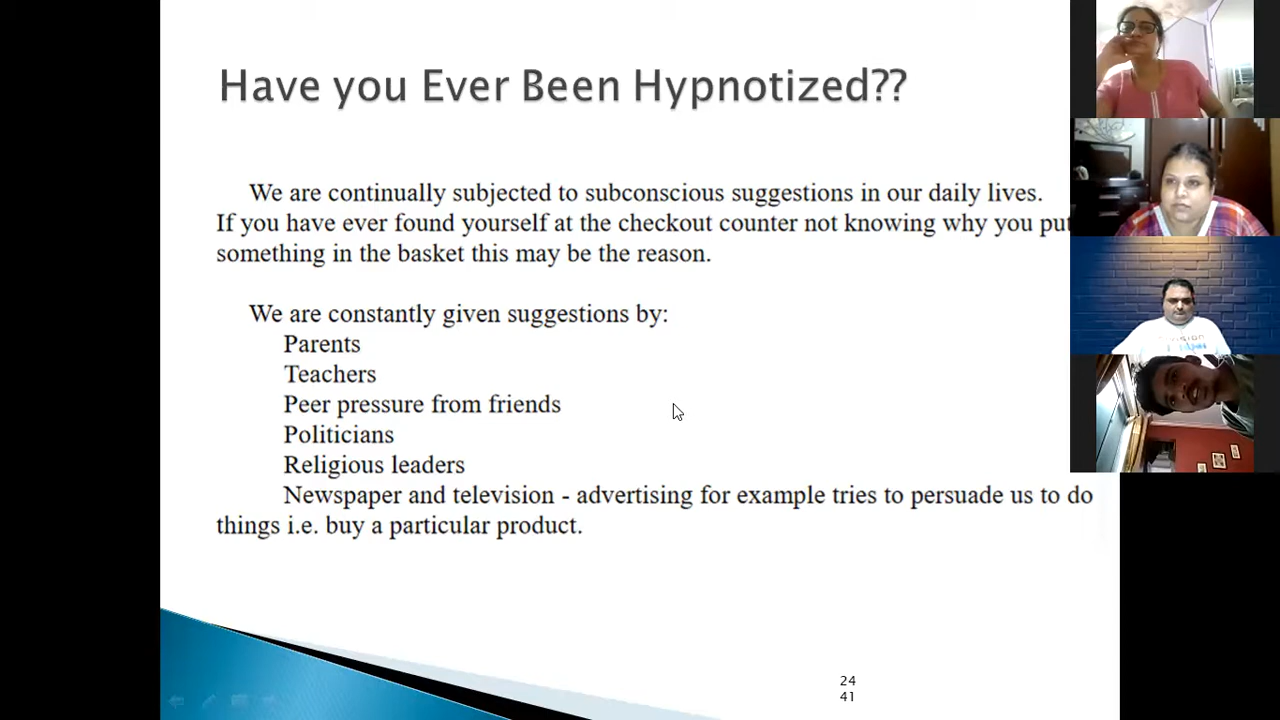 Have you Ever Been Hypnotized??
We are continually subjected to subconscious suggestions in our daily lives.
If you have ever found yourself at the checkout counter not knowing why you put
something in the basket this may be the reason.
We are constantly given suggestions by:
Parents
Teachers
Peer pressure from friends
Politicians
Religious leaders
Newspaper and television - advertising for example tries to persuade us to do
things i.e. buy a particular product.
24
41